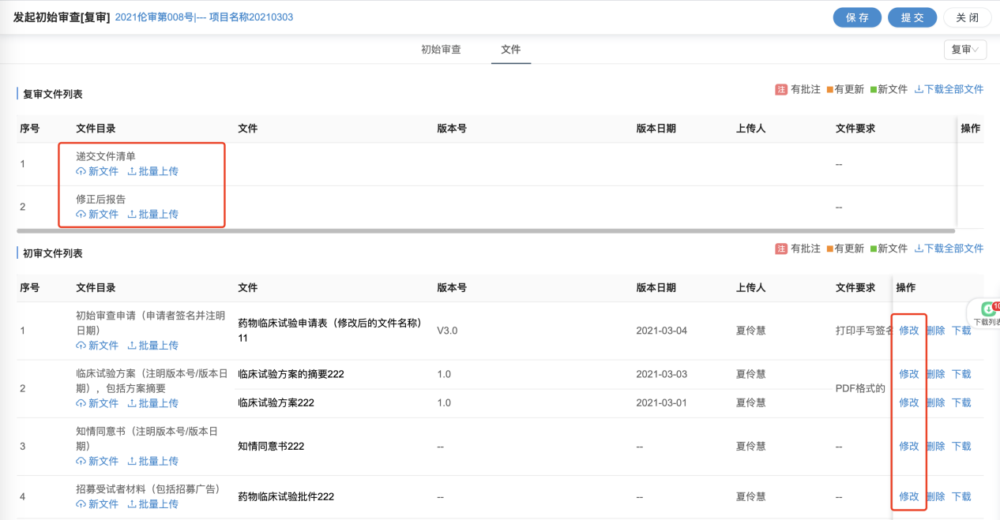 发起初始审查[复审] 2021伦审第008号|--- 项目名称20210303 保 存 提 交 关 闭
初始审查 文件 复审
复审文件列表 注 有批注 有更新 新文件 下载全部文件
序号 文件目录 文件 版本号 版本日期 上传人 文件要求 操作
1 递交文件清单 --
新文件 批量上传
2 修正后报告 --
新文件 批量上传
初审文件列表 注 有批注 有更新 新文件 下载全部文件
序号 文件目录 文件 版本号 版本日期 上传人 文件要求 操作
10
下载列表
1 初始审查申请（申请者签名并注明
日期）
新文件 批量上传
药物临床试验申请表（修改后的文件名称）
11
V3.0 2021-03-04 夏伶慧 打印手写签名 修改 删除 下载
2 临床试验方案（注明版本号/版本日
期），包括方案摘要
新文件 批量上传
临床试验方案的摘要222 1.0 2021-03-03 夏伶慧 PDF格式的 修改 删除 下载
临床试验方案222 1.0 2021-03-01 夏伶慧 修改 删除 下载
3 知情同意书（注明版本号/版本日
期）
新文件 批量上传
知情同意书222 -- -- 夏伶慧 -- 修改 删除 下载
4 招募受试者材料（包括招募广告）
新文件 批量上传
药物临床试验批件222 -- -- 夏伶慧 -- 修改 删除 下载